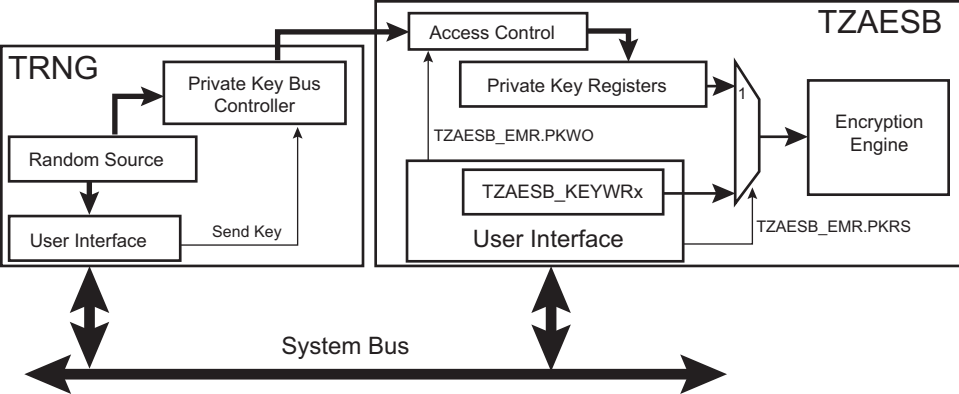 TRNG
Private Key Bus
Controller
Random Source
User Interface
Send Key
TZAESB
Access Control
Private Key Registers
1
Encryption
Engine
TZAESB_EMR.PKWO
TZAESB_KEYWRx
User Interface
TZAESB_EMR.PKRS
System Bus